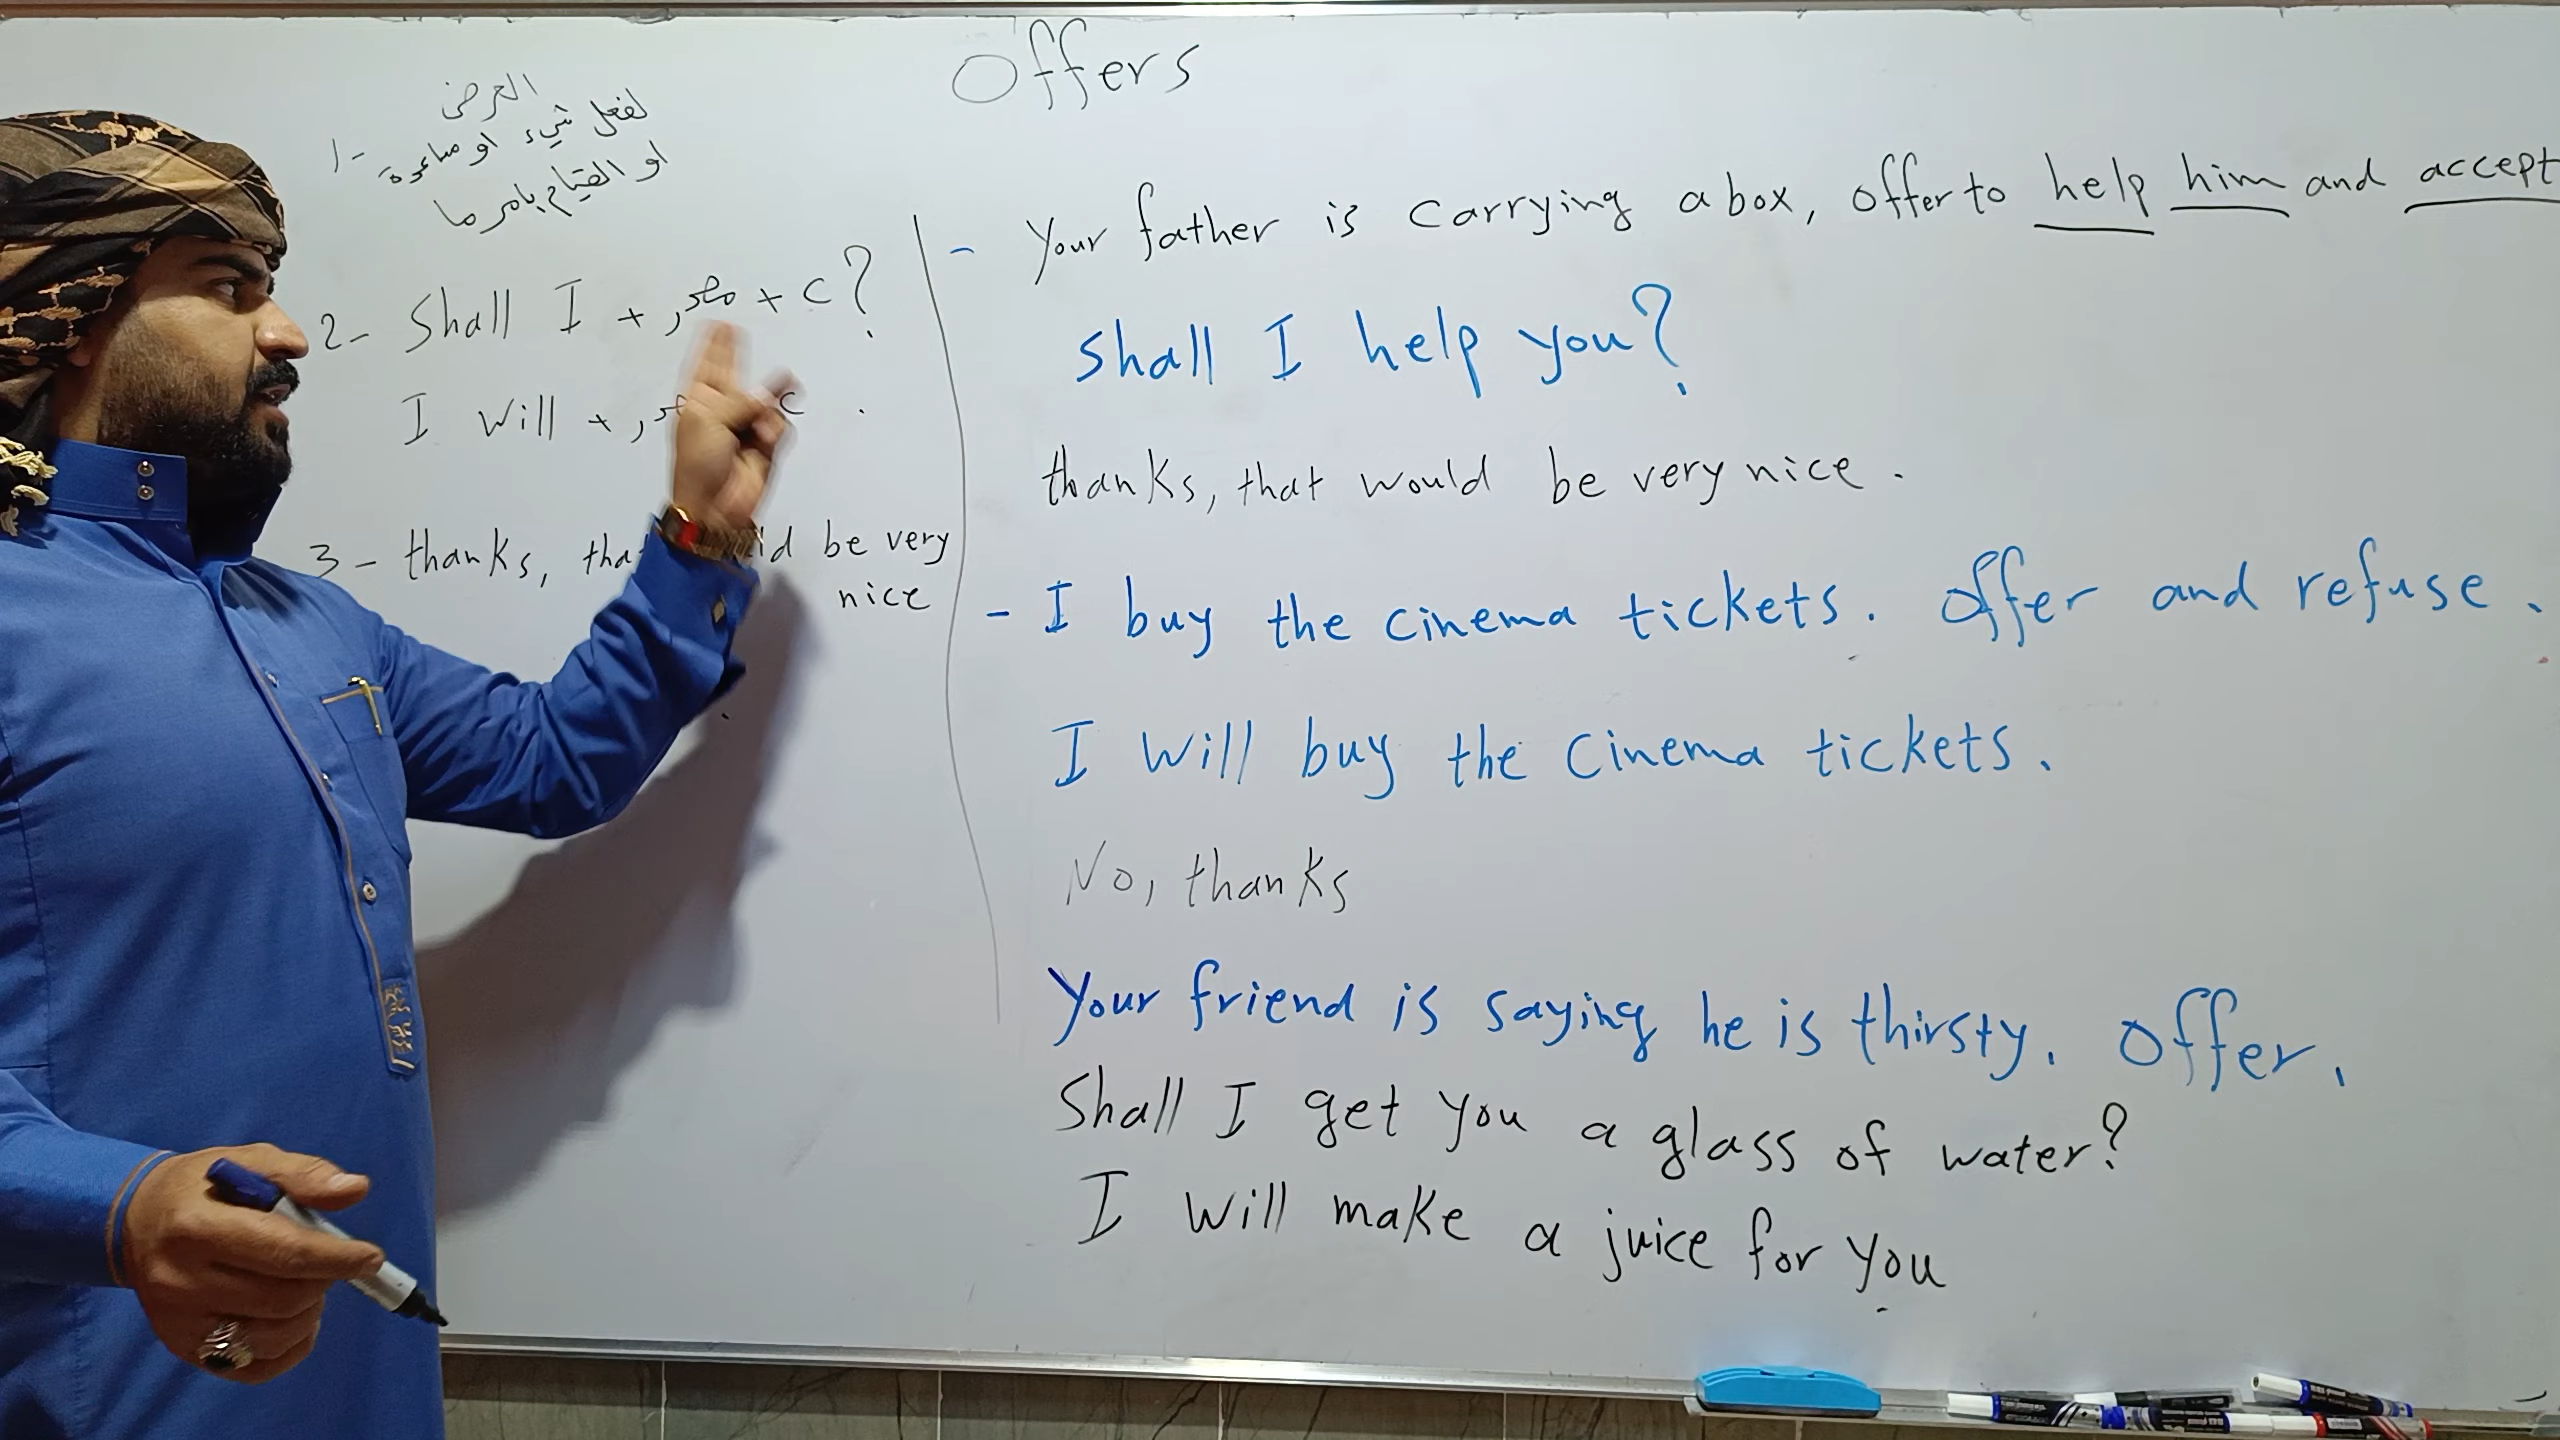 Offers
العرض
1- لفعل شيء او مساعدة
او القيام بامر ما
2- Shall I + مصدر + c?
I will + c .
3- thanks, be very
nice
- Your father is carrying a box, offer to help him and accept
Shall I help you?
thanks, that would be very nice.
- I buy the cinema tickets. Offer and refuse.
I will buy the cinema tickets.
No, thanks
Your friend is saying he is thirsty. Offer.
Shall I get you a glass of water?
I will make a juice for you